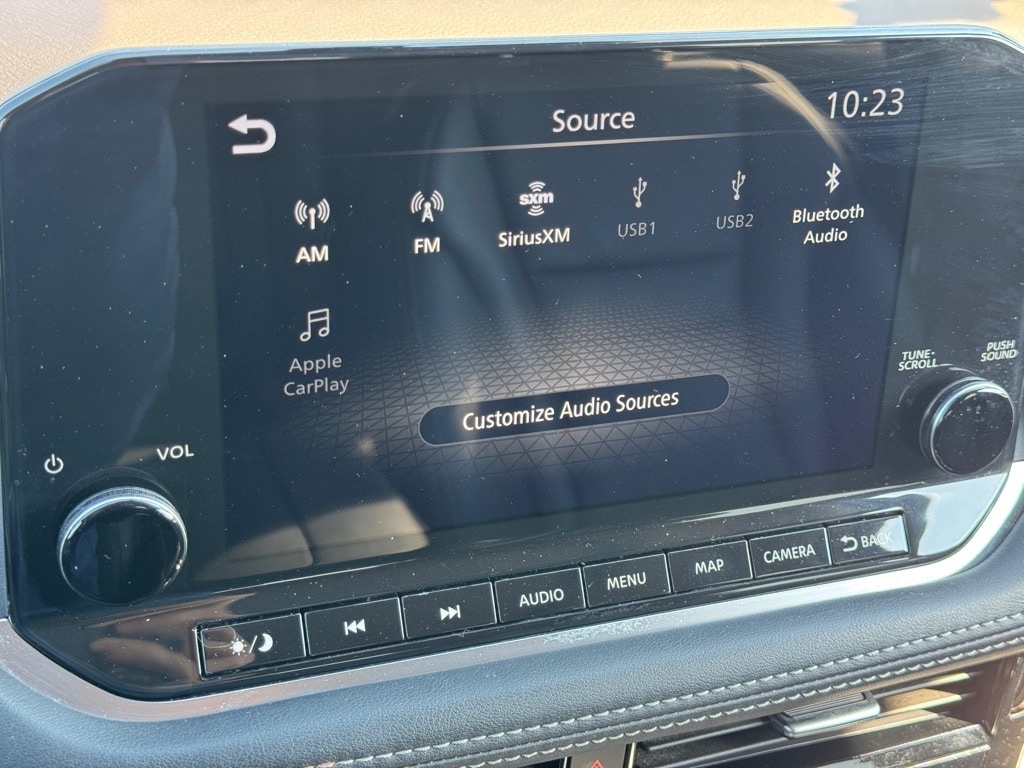 Source
10:23
AM
FM
sxm
SiriusXM
USB1
USB2
Bluetooth
Audio
Apple
CarPlay
Customize Audio Sources
TUNE·
SCROLL
PUSH
SOUND
VOL
AUDIO
MENU
MAP
CAMERA
BACK